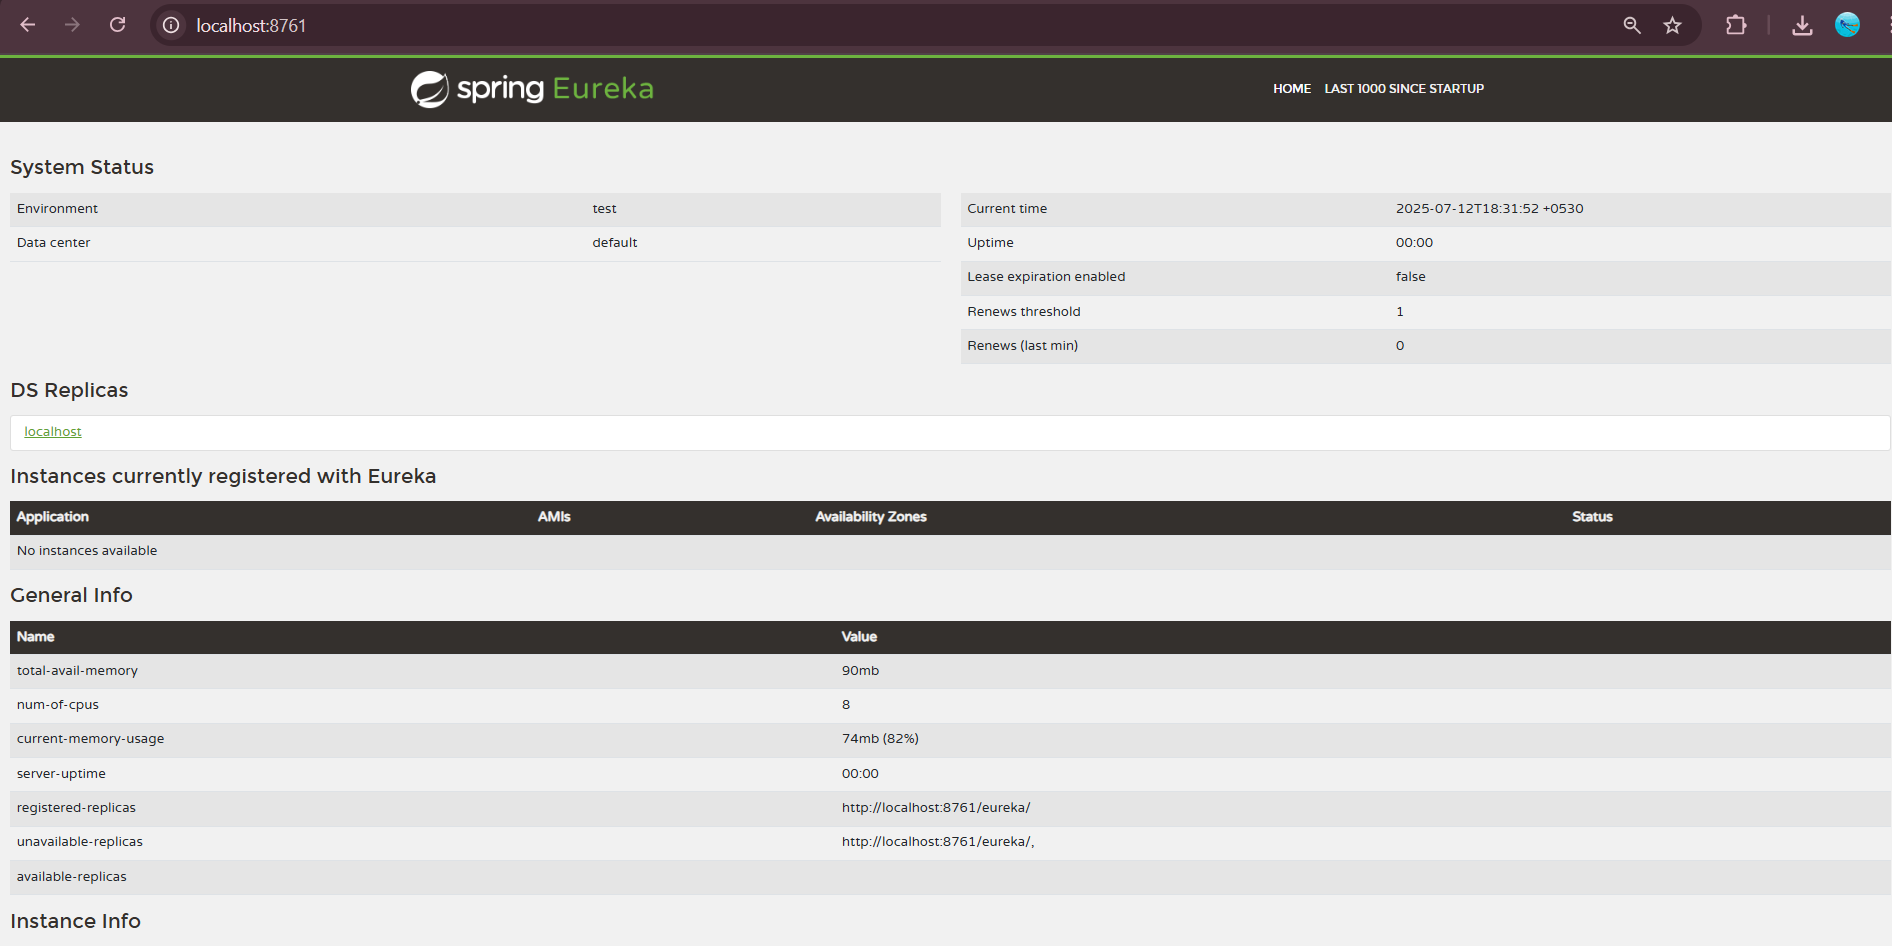 localhost:8761
spring Eureka
HOME LAST 1000 SINCE STARTUP
System Status
Environment test
Data center default
Current time 2025-07-12T18:31:52 +0530
Uptime 00:00
Lease expiration enabled false
Renews threshold 1
Renews (last min) 0
DS Replicas
localhost
Instances currently registered with Eureka
Application AMIs Availability Zones Status
No instances available
General Info
Name Value
total-avail-memory 90mb
num-of-cpus 8
current-memory-usage 74mb (82%)
server-uptime 00:00
registered-replicas http://localhost:8761/eureka/
unavailable-replicas http://localhost:8761/eureka/,
available-replicas
Instance Info